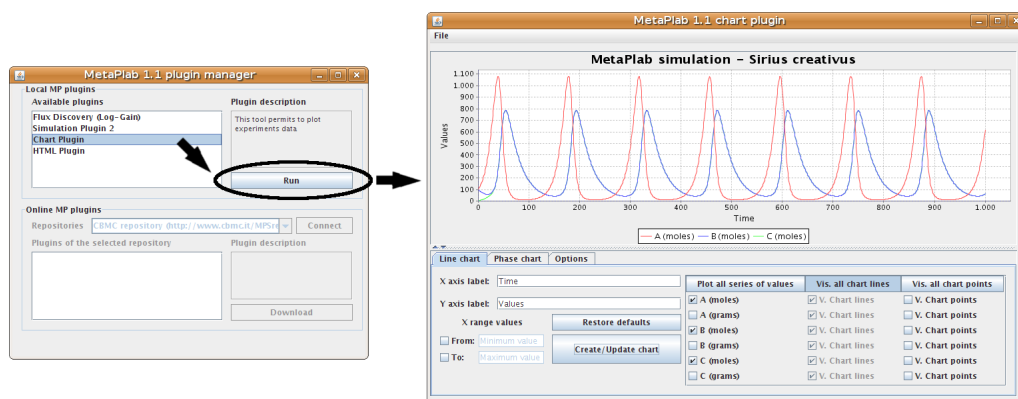 MetaPlab 1.1 plugin manager
Local MP plugins
Available plugins
Plugin description
Flux Discovery (Log-Gain)
Simulation Plugin 2
Chart Plugin
HTML Plugin
This tool permits to plot
experiments data
Run
Online MP plugins
Repositories CBMC repository (http://www.cbmc.it/MPSre Connect
Plugins of the selected repository
Plugin description
Download
MetaPlab 1.1 chart plugin
File
MetaPlab simulation - Sirius creativus
Values
1.100
1.000
900
800
700
600
500
400
300
200
100
0
0 100 200 300 400 500 600 700 800 900 1.000
Time
A (moles) B (moles) C (moles)
Line chart Phase chart Options
X axis label: Time
Y axis label: Values
X range values
Restore defaults
From: Minimum value
To: Maximum value
Create/Update chart
Plot all series of values Vis. all chart lines Vis. all chart points
A (moles) V. Chart lines V. Chart points
A (grams) V. Chart lines V. Chart points
B (moles) V. Chart lines V. Chart points
B (grams) V. Chart lines V. Chart points
C (moles) V. Chart lines V. Chart points
C (grams) V. Chart lines V. Chart points